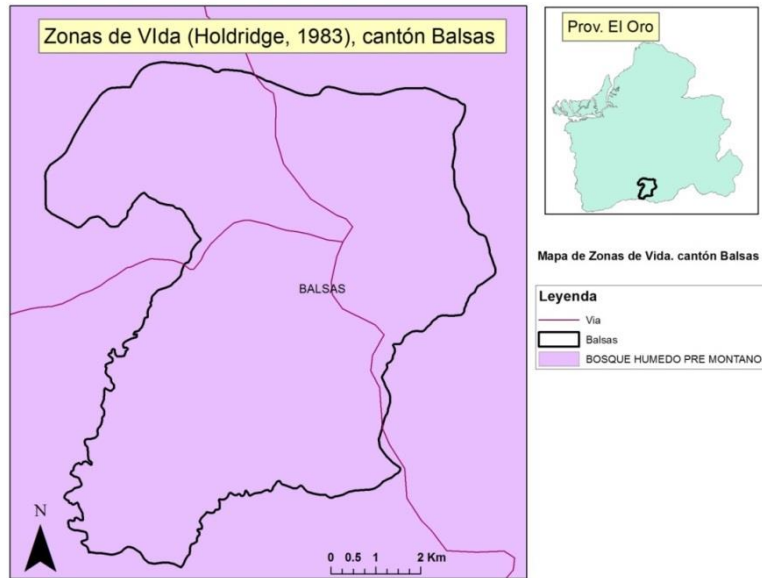 Zonas de VIda (Holdridge, 1983), cantón Balsas
BALSAS
N
0 0.5 1 2 Km
Prov. El Oro
Mapa de Zonas de Vida. cantón Balsas
Leyenda
Via
Balsas
BOSQUE HUMEDO PRE MONTANO